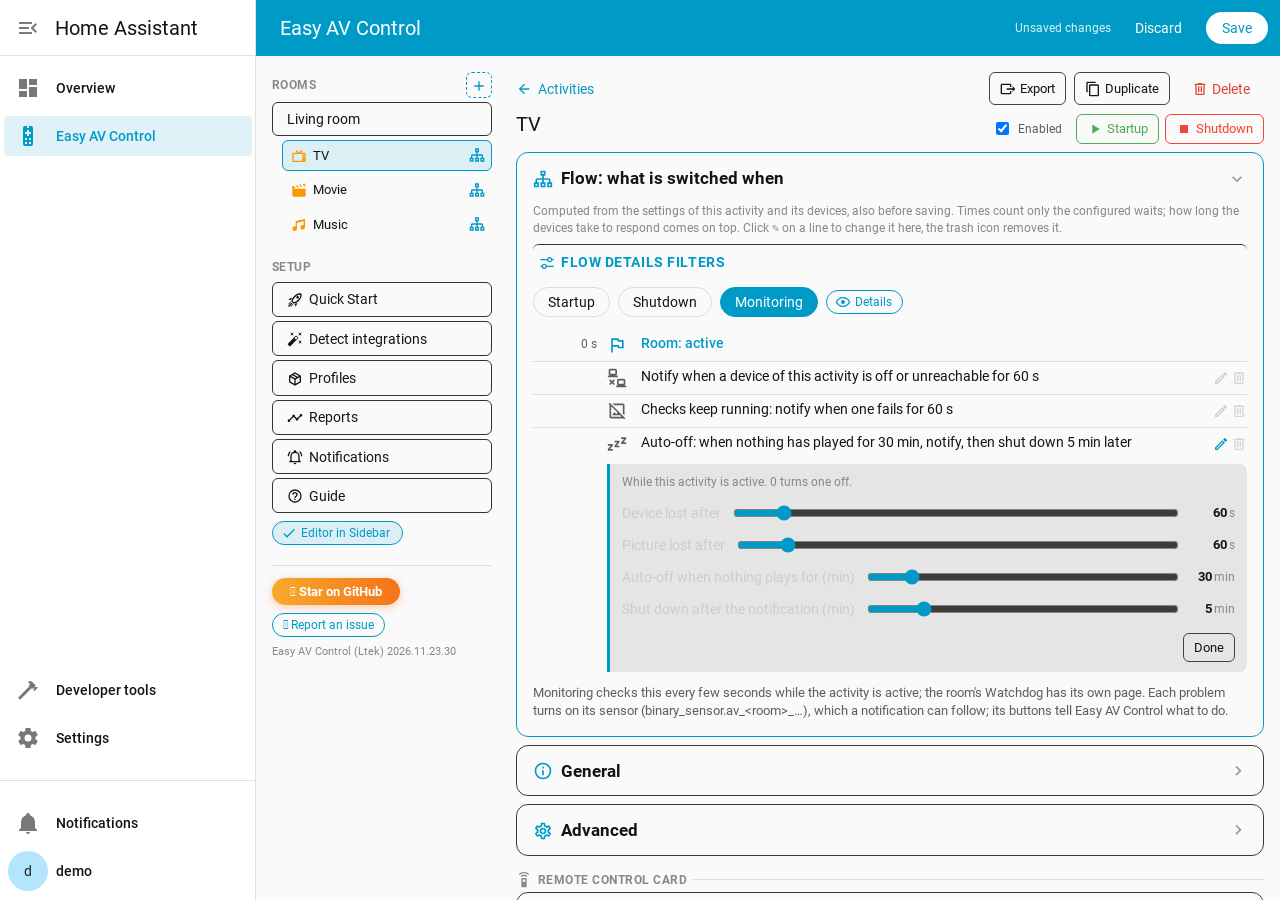 Home Assistant
Easy AV Control
Unsaved changes
Discard
Save
Overview
Easy AV Control
Developer tools
Settings
Notifications
d
demo
ROOMS
Living room
TV
Movie
Music
SETUP
Quick Start
Detect integrations
Profiles
Reports
Notifications
Guide
Editor in Sidebar
Star on GitHub
Report an issue
Easy AV Control (Ltek) 2026.11.23.30
Activities
Export
Duplicate
Delete
TV
Enabled
Startup
Shutdown
Flow: what is switched when
Computed from the settings of this activity and its devices, also before saving. Times count only the configured waits; how long the
devices take to respond comes on top. Click ✎ on a line to change it here, the trash icon removes it.
FLOW DETAILS FILTERS
Startup
Shutdown
Monitoring
Details
0 s
Room: active
Notify when a device of this activity is off or unreachable for 60 s
Checks keep running: notify when one fails for 60 s
Auto-off: when nothing has played for 30 min, notify, then shut down 5 min later
While this activity is active. 0 turns one off.
Device lost after
60 s
Picture lost after
60 s
Auto-off when nothing plays for (min)
30 min
Shut down after the notification (min)
5 min
Done
Monitoring checks this every few seconds while the activity is active; the room's Watchdog has its own page. Each problem
turns on its sensor (binary_sensor.av_<room>_…), which a notification can follow; its buttons tell Easy AV Control what to do.
General
Advanced
REMOTE CONTROL CARD